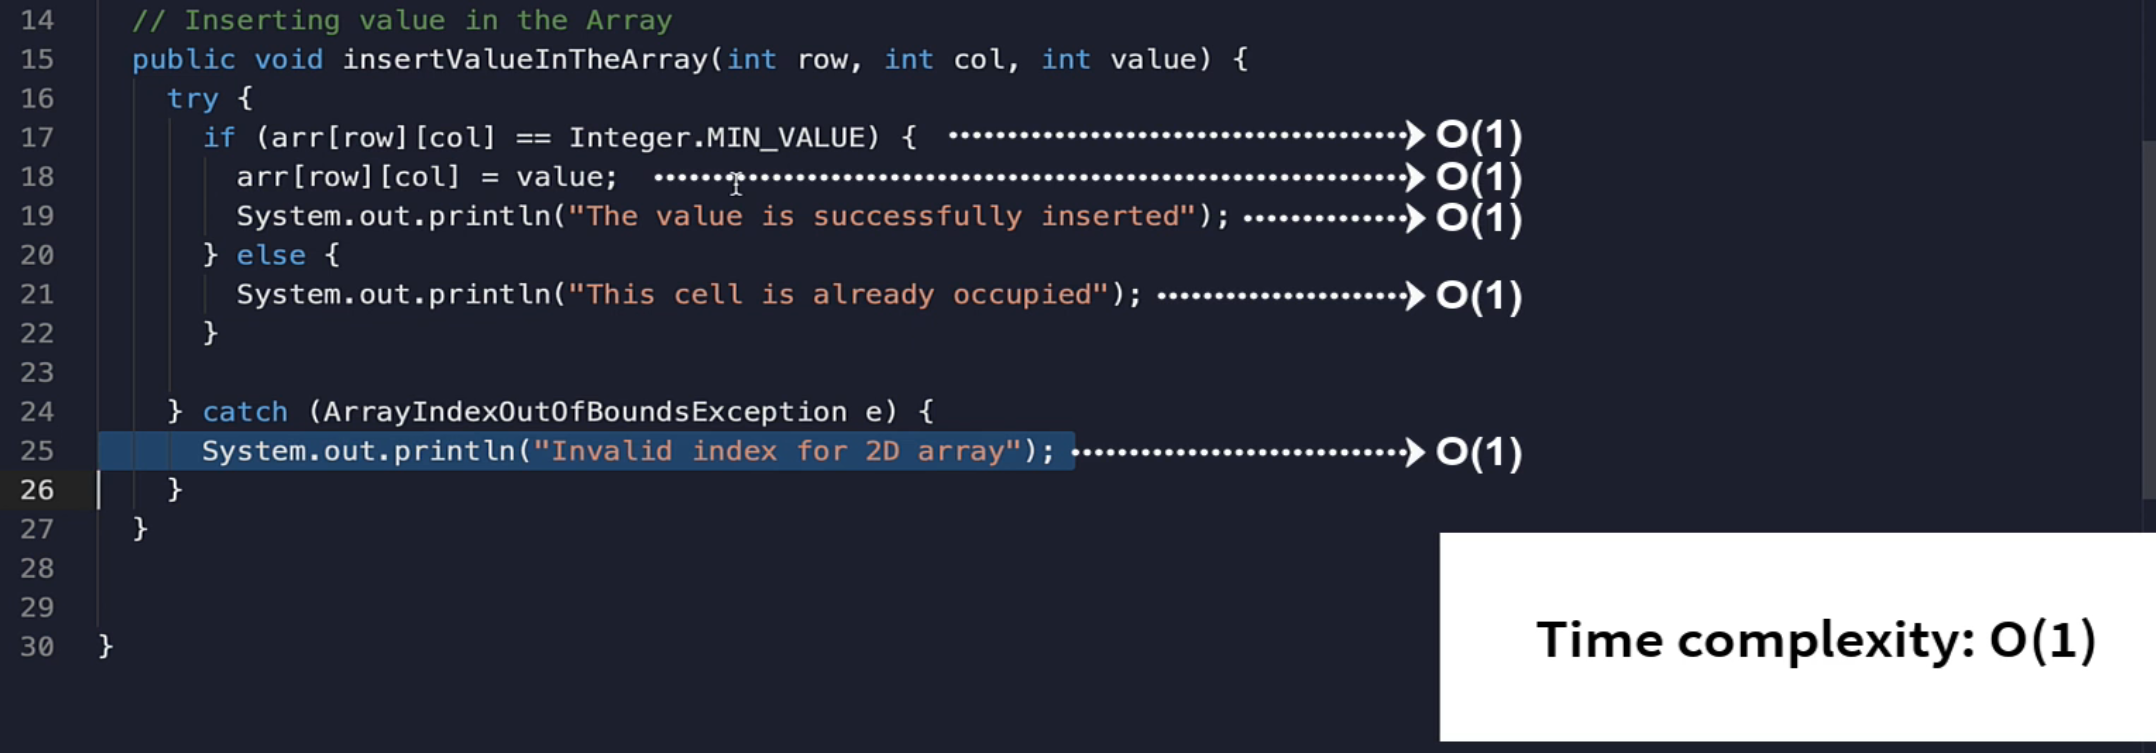 14 // Inserting value in the Array
15 public void insertValueInTheArray(int row, int col, int value) {
16 try {
17 if (arr[row][col] == Integer.MIN_VALUE) { O(1)
18 arr[row][col] = value; O(1)
19 System.out.println("The value is successfully inserted"); O(1)
20 } else {
21 System.out.println("This cell is already occupied"); O(1)
22 }
23
24 } catch (ArrayIndexOutOfBoundsException e) {
25 System.out.println("Invalid index for 2D array"); O(1)
26 }
27 }
28
29
30 }
Time complexity: O(1)